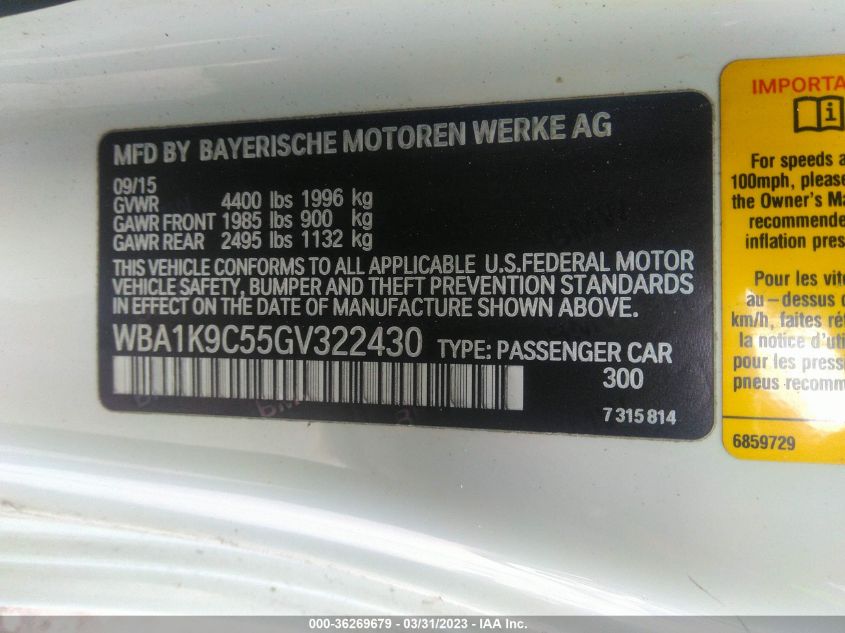 MFD BY BAYERISCHE MOTOREN WERKE AG
09/15
GVWR 4400 lbs 1996 kg
GAWR FRONT 1985 lbs 900 kg
GAWR REAR 2495 lbs 1132 kg
THIS VEHICLE CONFORMS TO ALL APPLICABLE U.S.FEDERAL MOTOR
VEHICLE SAFETY, BUMPER AND THEFT PREVENTION STANDARDS
IN EFFECT ON THE DATE OF MANUFACTURE SHOWN ABOVE.
WBA1K9C55GV322430 TYPE: PASSENGER CAR
300
7 315 814
IMPORTA
For speeds a
100mph, please
the Owner's Ma
recommende
inflation pres
Pour les vite
au-dessus d
km/h, faites ré
la notice d'uti
pour les pressi
pneus recomm
6859729
000-36269679 - 03/31/2023 - IAA Inc.